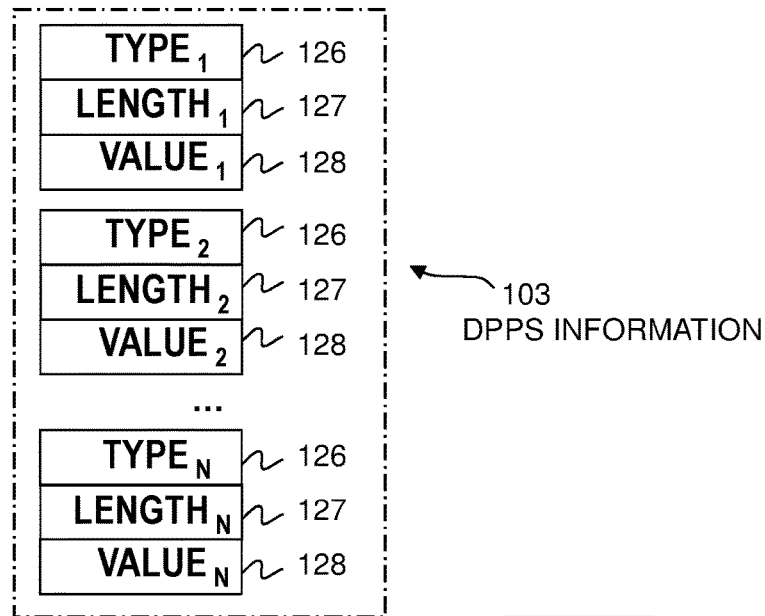 TYPE1 126
LENGTH1 127
VALUE1 128
TYPE2 126
LENGTH2 127
VALUE2 128
103
DPPS INFORMATION
...
TYPEN 126
LENGTHN 127
VALUEN 128